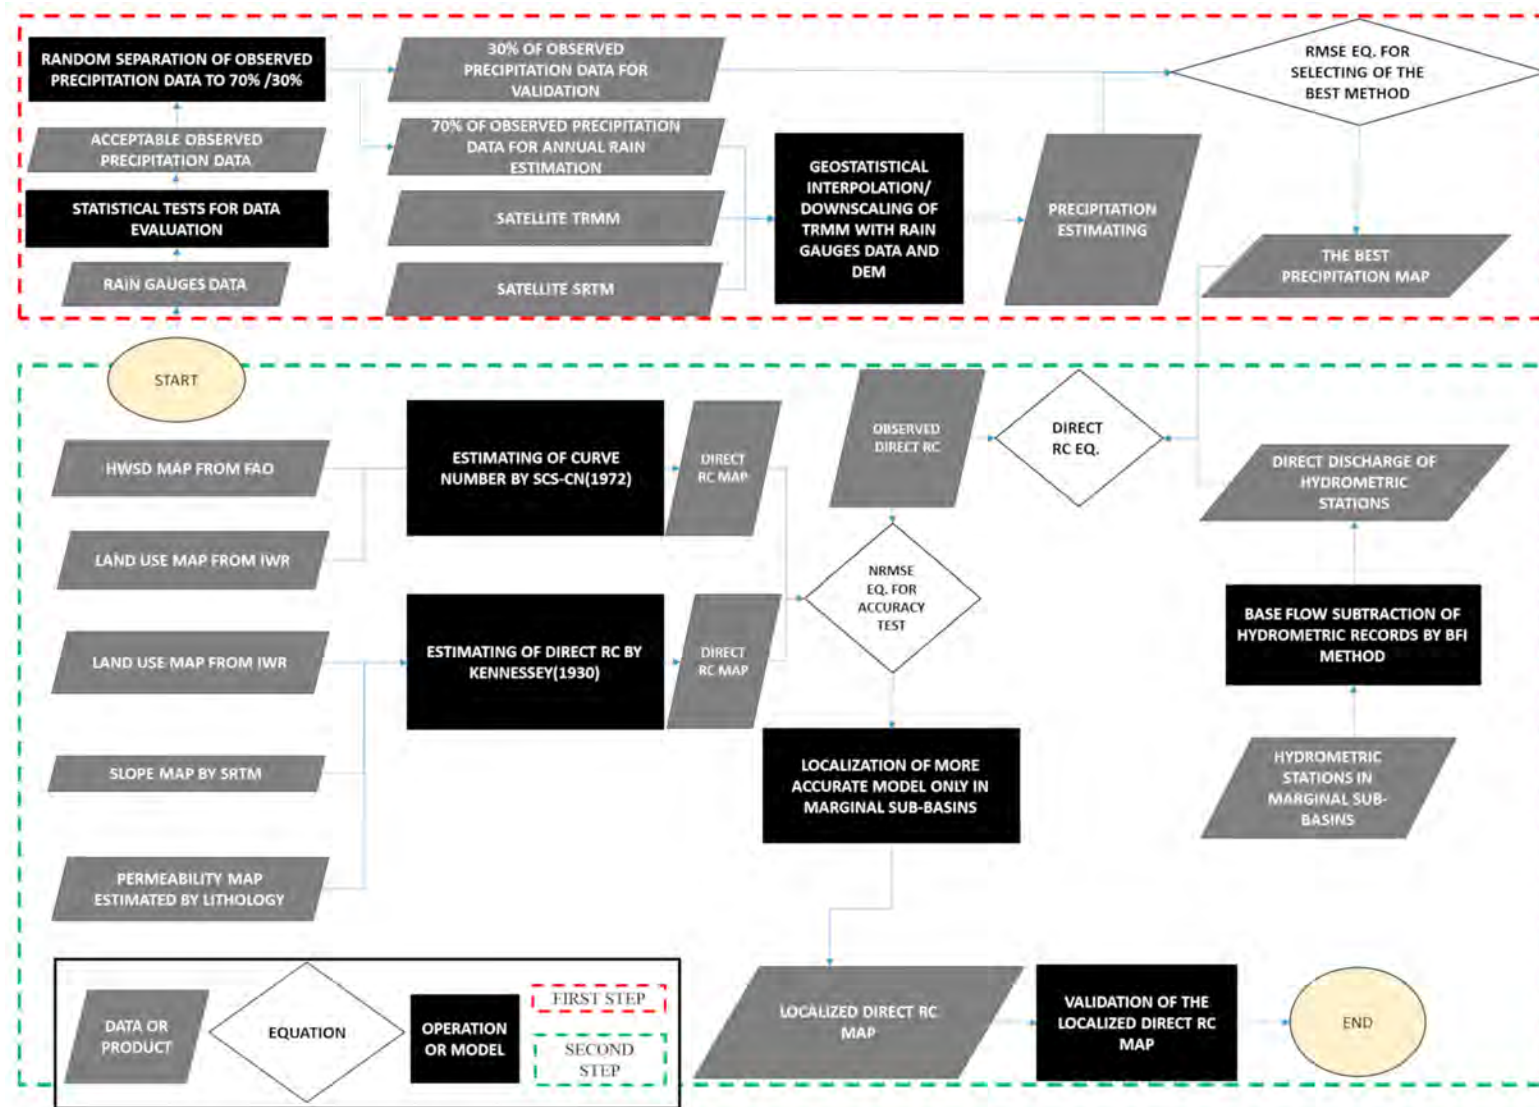 RANDOM SEPARATION OF OBSERVED
PRECIPITATION DATA TO 70% /30%
30% OF OBSERVED
PRECIPITATION DATA FOR
VALIDATION
RMSE EQ. FOR
SELECTING OF THE
BEST METHOD
ACCEPTABLE OBSERVED
PRECIPITATION DATA
70% OF OBSERVED PRECIPITATION
DATA FOR ANNUAL RAIN
ESTIMATION
STATISTICAL TESTS FOR DATA
EVALUATION
SATELLITE TRMM
GEOSTATISTICAL
INTERPOLATION/
DOWNSCALING OF
TRMM WITH RAIN
GAUGES DATA AND
DEM
PRECIPITATION
ESTIMATING
THE BEST
PRECIPITATION MAP
RAIN GAUGES DATA
SATELLITE SRTM
START
HWSD MAP FROM FAO
ESTIMATING OF CURVE
NUMBER BY SCS-CN(1972)
DIRECT
RC MAP
OBSERVED
DIRECT RC
DIRECT
RC EQ.
DIRECT DISCHARGE OF
HYDROMETRIC
STATIONS
LAND USE MAP FROM IWR
NRMSE
EQ. FOR
ACCURACY
TEST
BASE FLOW SUBTRACTION OF
HYDROMETRIC RECORDS BY BFI
METHOD
LAND USE MAP FROM IWR
ESTIMATING OF DIRECT RC BY
KENNESSEY(1930)
DIRECT
RC MAP
SLOPE MAP BY SRTM
LOCALIZATION OF MORE
ACCURATE MODEL ONLY IN
MARGINAL SUB-BASINS
HYDROMETRIC
STATIONS IN
MARGINAL SUB-
BASINS
PERMEABILITY MAP
ESTIMATED BY LITHOLOGY
LOCALIZED DIRECT RC
MAP
VALIDATION OF THE
LOCALIZED DIRECT RC
MAP
END
DATA OR
PRODUCT
EQUATION
OPERATION
OR MODEL
FIRST STEP
SECOND
STEP